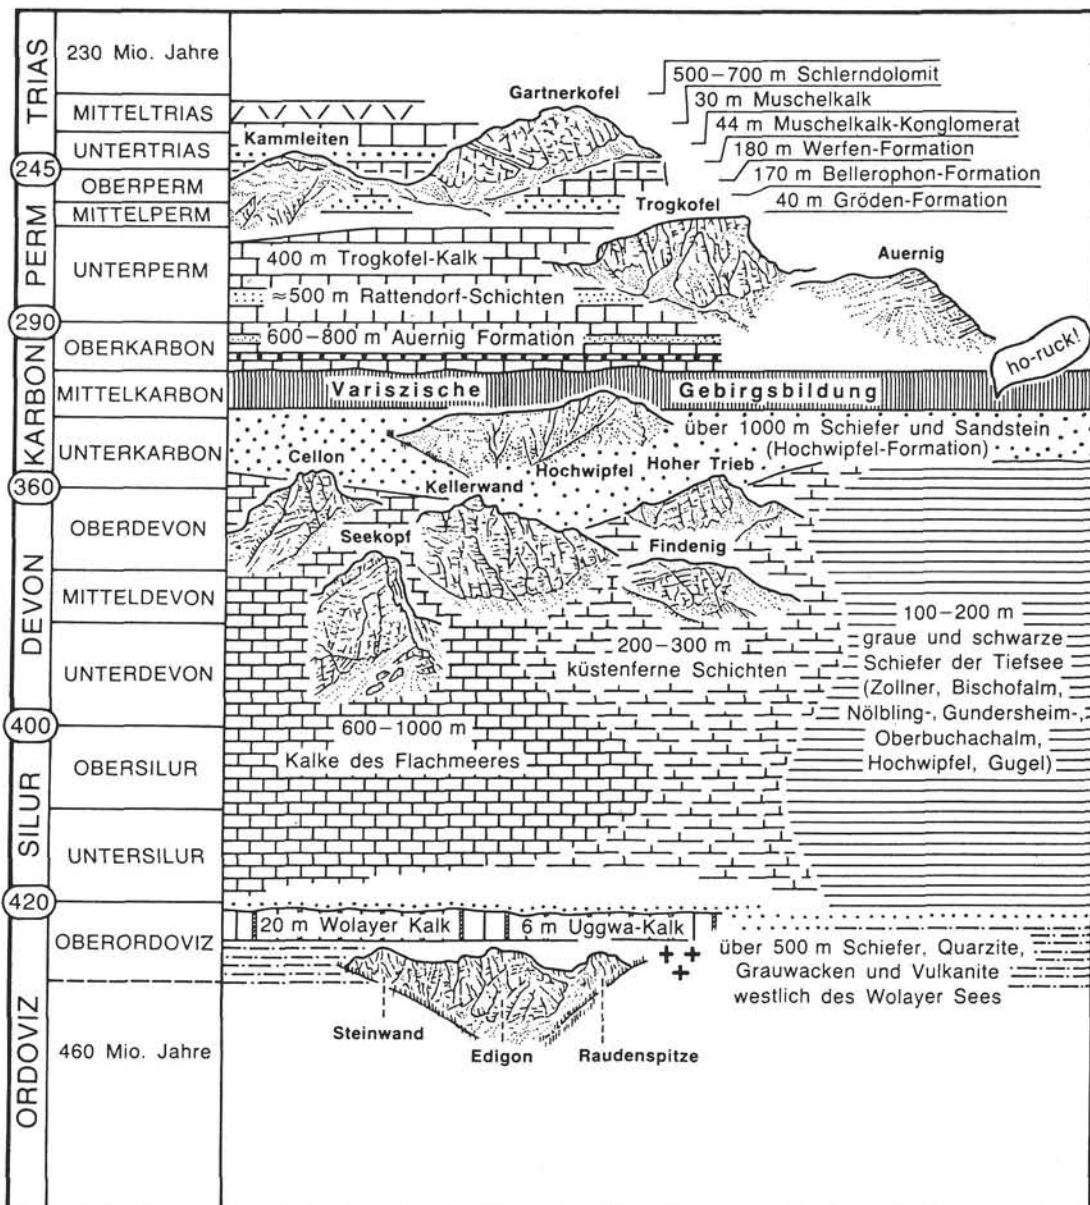 TRIAS
230 Mio. Jahre
MITTELTRIAS
UNTERTRIAS
245
PERM
OBERPERM
MITTELPERM
UNTERPERM
290
KARBON
OBERKARBON
MITTELKARBON
UNTERKARBON
360
DEVON
OBERDEVON
MITTELDEVON
UNTERDEVON
400
SILUR
OBERSILUR
UNTERSILUR
420
ORDOVIZ
OBERORDOVIZ
460 Mio. Jahre
Gartnerkofel
Kammleiten
500–700 m Schlerndolomit
30 m Muschelkalk
44 m Muschelkalk-Konglomerat
180 m Werfen-Formation
170 m Bellerophon-Formation
40 m Gröden-Formation
Trogkofel
Auernig
400 m Trogkofel-Kalk
≈500 m Rattendorf-Schichten
600–800 m Auernig Formation
ho-ruck!
Variszische Gebirgsbildung
über 1000 m Schiefer und Sandstein
(Hochwipfel-Formation)
Hochwipfel
Cellon
Kellerwand
Hoher Trieb
Seekopf
Findenig
200–300 m
küstenferne Schichten
100–200 m
graue und schwarze
Schiefer der Tiefsee
(Zollner, Bischofalm,
Nölbling-, Gundersheim-,
Oberbuchachalm,
Hochwipfel, Gugel)
600–1000 m
Kalke des Flachmeeres
20 m Wolayer Kalk
6 m Uggwa-Kalk
über 500 m Schiefer, Quarzite,
Grauwacken und Vulkanite
westlich des Wolayer Sees
Steinwand
Edigon
Raudenspitze